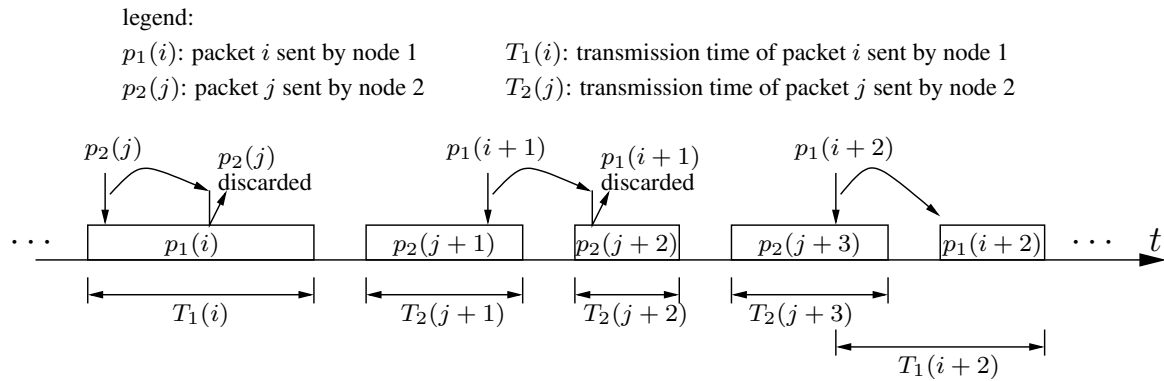 legend:
p₁(i): packet i sent by node 1 T₁(i): transmission time of packet i sent by node 1
p₂(j): packet j sent by node 2 T₂(j): transmission time of packet j sent by node 2
p₂(j) p₂(j) p₁(i + 1) p₁(i + 1) p₁(i + 2)
discarded discarded
... p₁(i) p₂(j + 1) p₂(j + 2) p₂(j + 3) p₁(i + 2) ... t
T₁(i) T₂(j + 1) T₂(j + 2) T₂(j + 3)
T₁(i + 2)